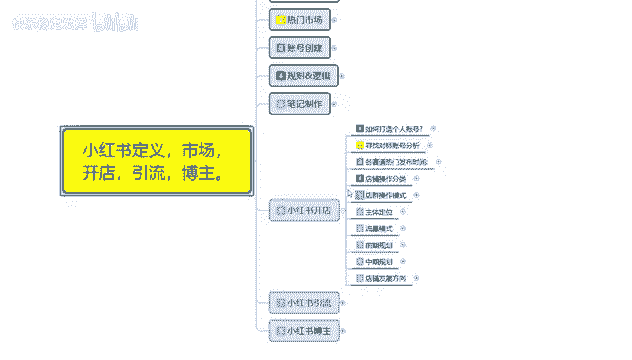 热门市场
账号创建
规则&逻辑
笔记制作
小红书定义，市场，
开店，引流，博主。
小红书开店
如何打造个人账号？
寻找对标账号分析
各赛道热门发布时间
店铺操作分类
店群操作模式
主体定位
流量模式
前期规划
中期规划
店铺发展方向
小红书引流
小红书博主